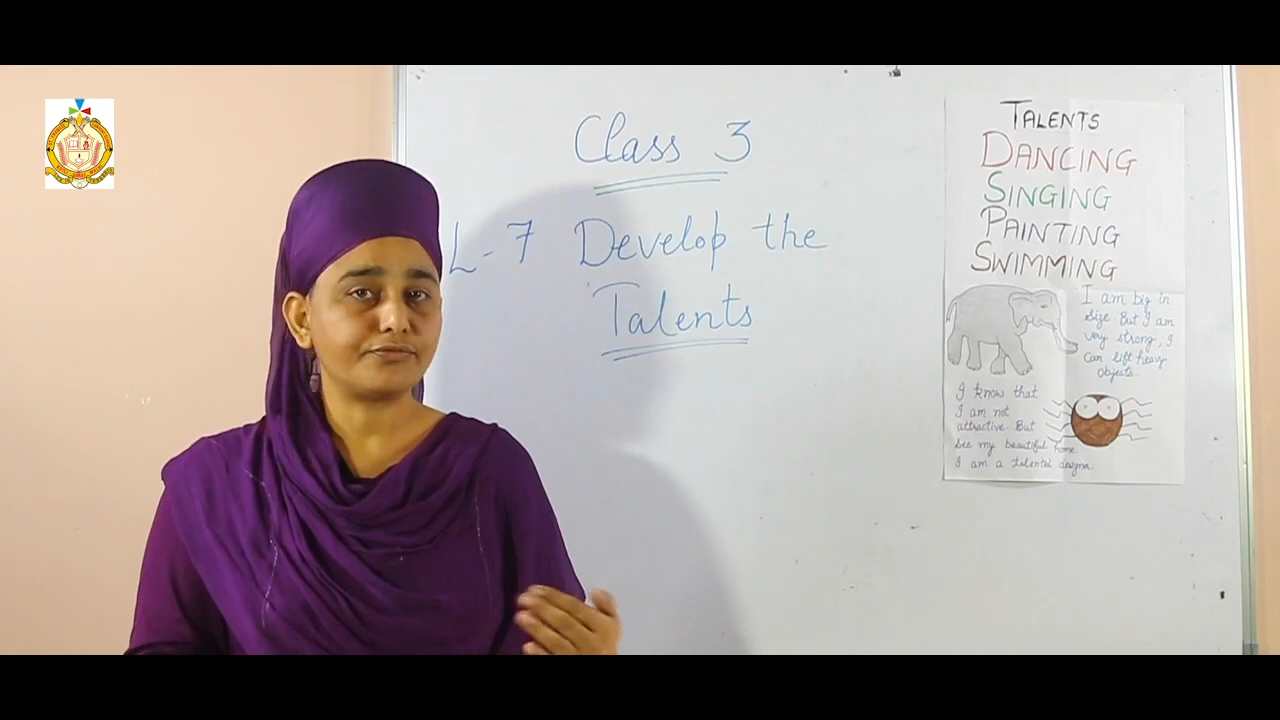 Class 3
L-7 Develop the
Talents
TALENTS
DANCING
SINGING
PAINTING
SWIMMING
I am big in
size. But I am
very strong, I
can lift heavy
objects.
I know that
I am not
attractive. But
see my beautiful home.
I am a talented